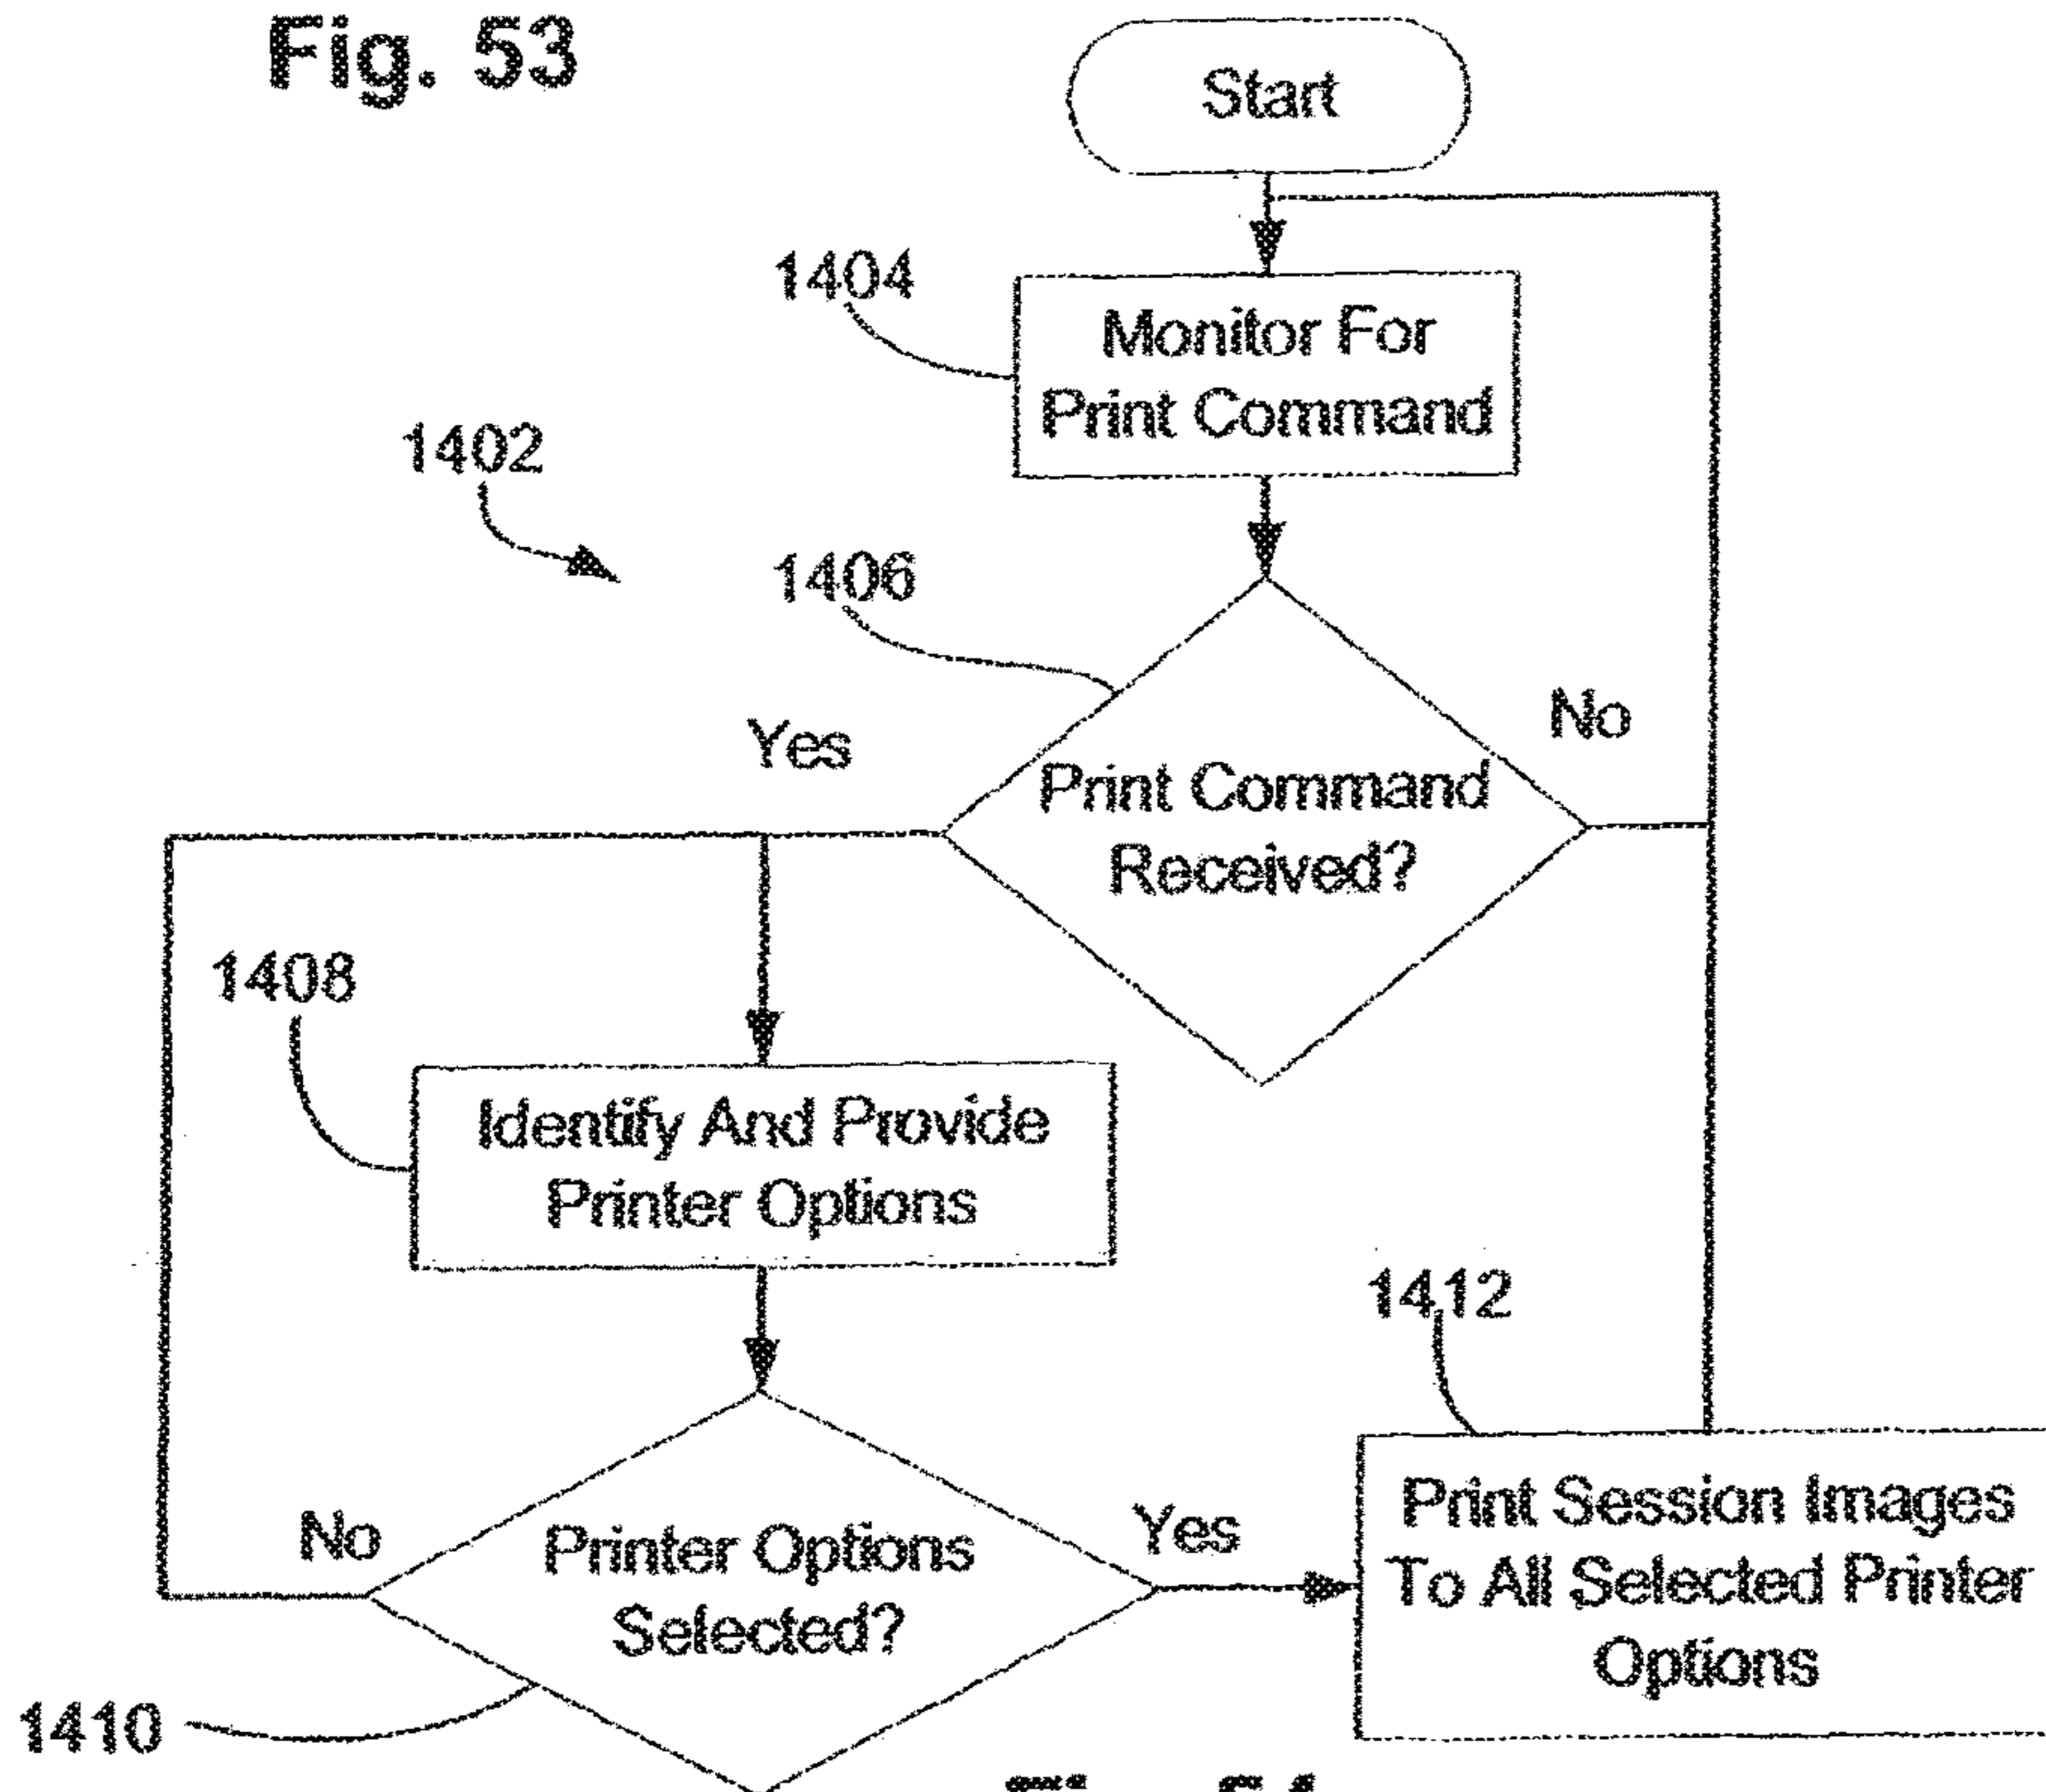 Fig. 53
Start
1404
Monitor For
Print Command
1402
1406
Yes
No
Print Command
Received?
1408
Identify And Provide
Printer Options
1412
No
Printer Options
Selected?
Yes
Print Session Images
To All Selected Printer
Options
1410